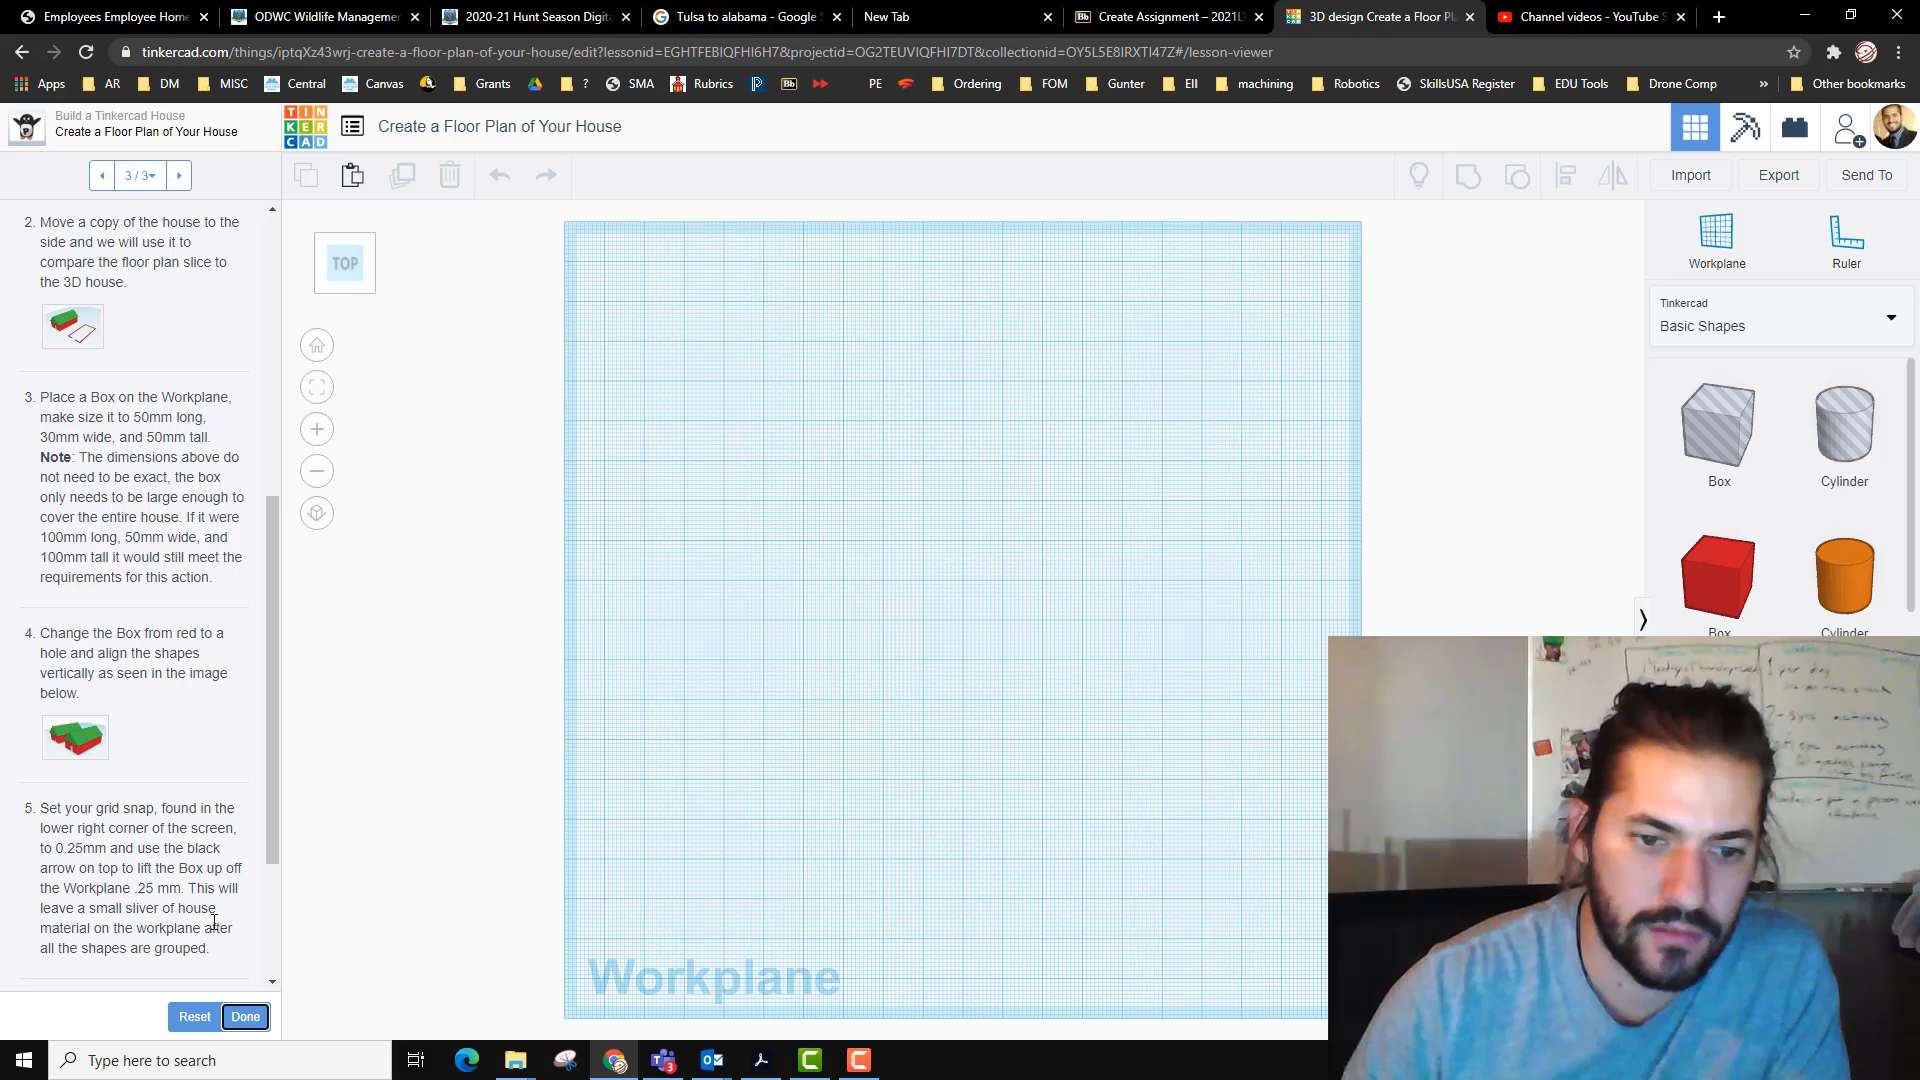 Employees Employee Home
ODWC Wildlife Managemen
2020-21 Hunt Season Digita
Tulsa to alabama - Google S
New Tab
Create Assignment – 2021LT
3D design Create a Floor Pl
Channel videos - YouTube S
tinkercad.com/things/iptqXz43wrj-create-a-floor-plan-of-your-house/edit?lessonid=EGHTFEBIQFHI6H7&projectid=OG2TEUVIQFHI7DT&collectionid=OY5L5E8IRXTI47Z#/lesson-viewer
Apps
AR
DM
MISC
Central
Canvas
Grants
?
SMA
Rubrics
Bb
PE
Ordering
FOM
Gunter
EII
machining
Robotics
SkillsUSA Register
EDU Tools
Drone Comp
»
Other bookmarks
Build a Tinkercad House
Create a Floor Plan of Your House
TIN
KER
CAD
Create a Floor Plan of Your House
3 / 3
Import
Export
Send To
2. Move a copy of the house to the
side and we will use it to
compare the floor plan slice to
the 3D house.
3. Place a Box on the Workplane,
make size it to 50mm long,
30mm wide, and 50mm tall.
Note: The dimensions above do
not need to be exact, the box
only needs to be large enough to
cover the entire house. If it were
100mm long, 50mm wide, and
100mm tall it would still meet the
requirements for this action.
4. Change the Box from red to a
hole and align the shapes
vertically as seen in the image
below.
5. Set your grid snap, found in the
lower right corner of the screen,
to 0.25mm and use the black
arrow on top to lift the Box up off
the Workplane .25 mm. This will
leave a small sliver of house
material on the workplane after
all the shapes are grouped.
Reset
Done
TOP
Workplane
Workplane
Ruler
Tinkercad
Basic Shapes
Box
Cylinder
Box
Cylinder
Type here to search